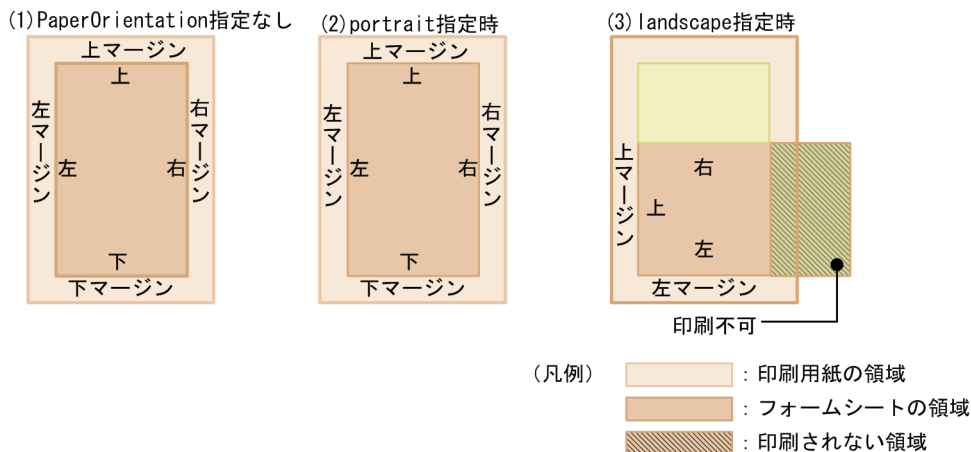 (1)PaperOrientation指定なし
上マージン
上
左マージン
左
右
右マージン
下
下マージン
(2)portrait指定時
上マージン
上
左マージン
左
右
右マージン
下
下マージン
(3)landscape指定時
上マージン
右
上
左
左マージン
印刷不可
(凡例)
：印刷用紙の領域
：フォームシートの領域
：印刷されない領域